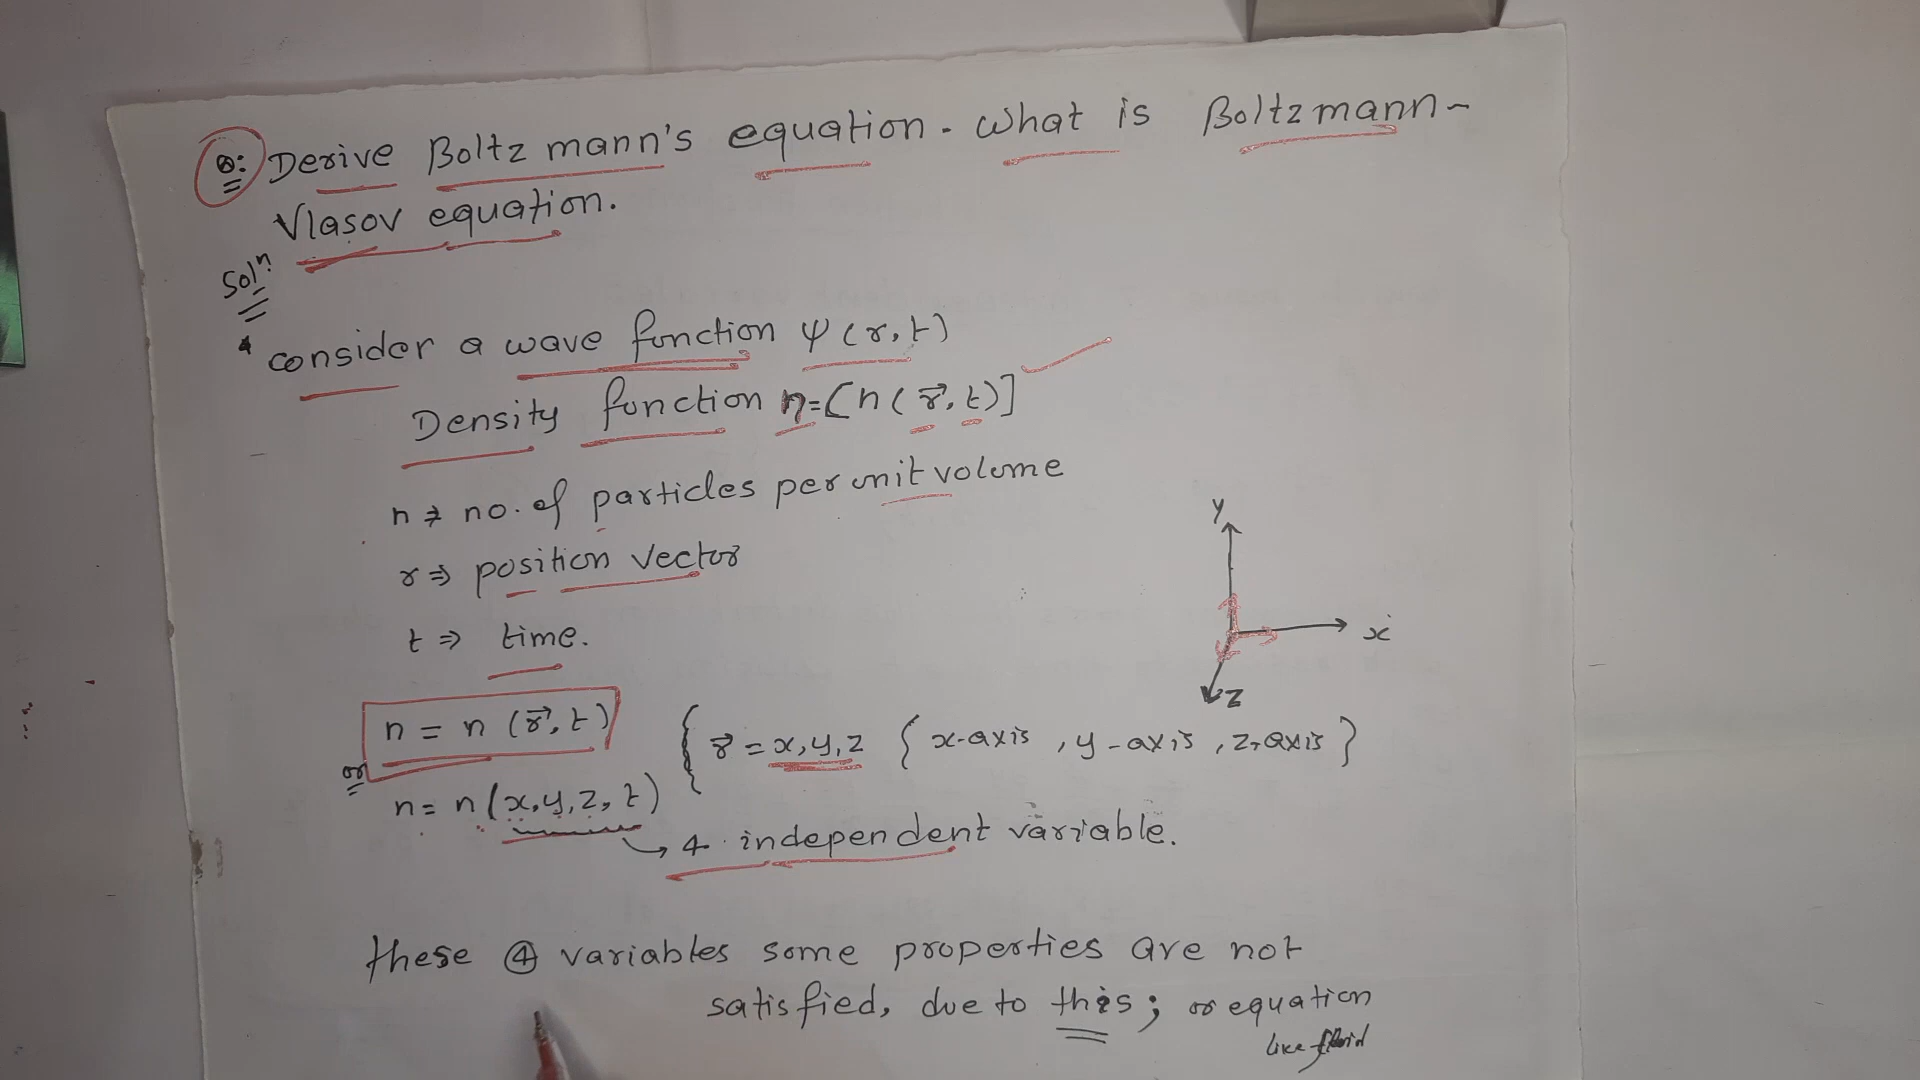 Q: Derive Boltzmann's equation. What is Boltzmann-
Vlasov equation.
Solⁿ
* consider a wave function ψ(r,t)
Density function n=[n(r⃗,t)]
n ⇒ no. of particles per unit volume
r ⇒ position vector
t ⇒ time.
Y
x
Z
n = n (r⃗,t) { r⃗ = x,y,z { x-axis , y-axis , z-axis }
or
n = n(x,y,z,t)
→ 4 independent variable.
these ④ variables some properties are not
satisfied, due to this; or equation
like fluid